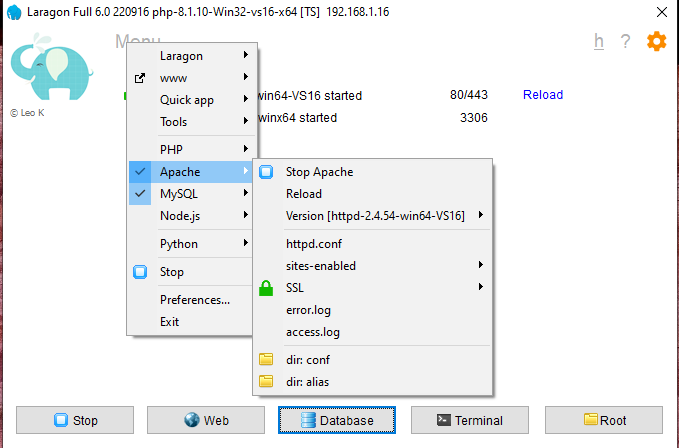 Laragon Full 6.0 220916 php-8.1.10-Win32-vs16-x64 [TS] 192.168.1.16
Menu
h ?
© Leo K
win64-VS16 started 80/443 Reload
winx64 started 3306
Laragon
www
Quick app
Tools
PHP
Apache
MySQL
Node.js
Python
Stop
Preferences...
Exit
Stop Apache
Reload
Version [httpd-2.4.54-win64-VS16]
httpd.conf
sites-enabled
SSL
error.log
access.log
dir: conf
dir: alias
Stop Web Database Terminal Root